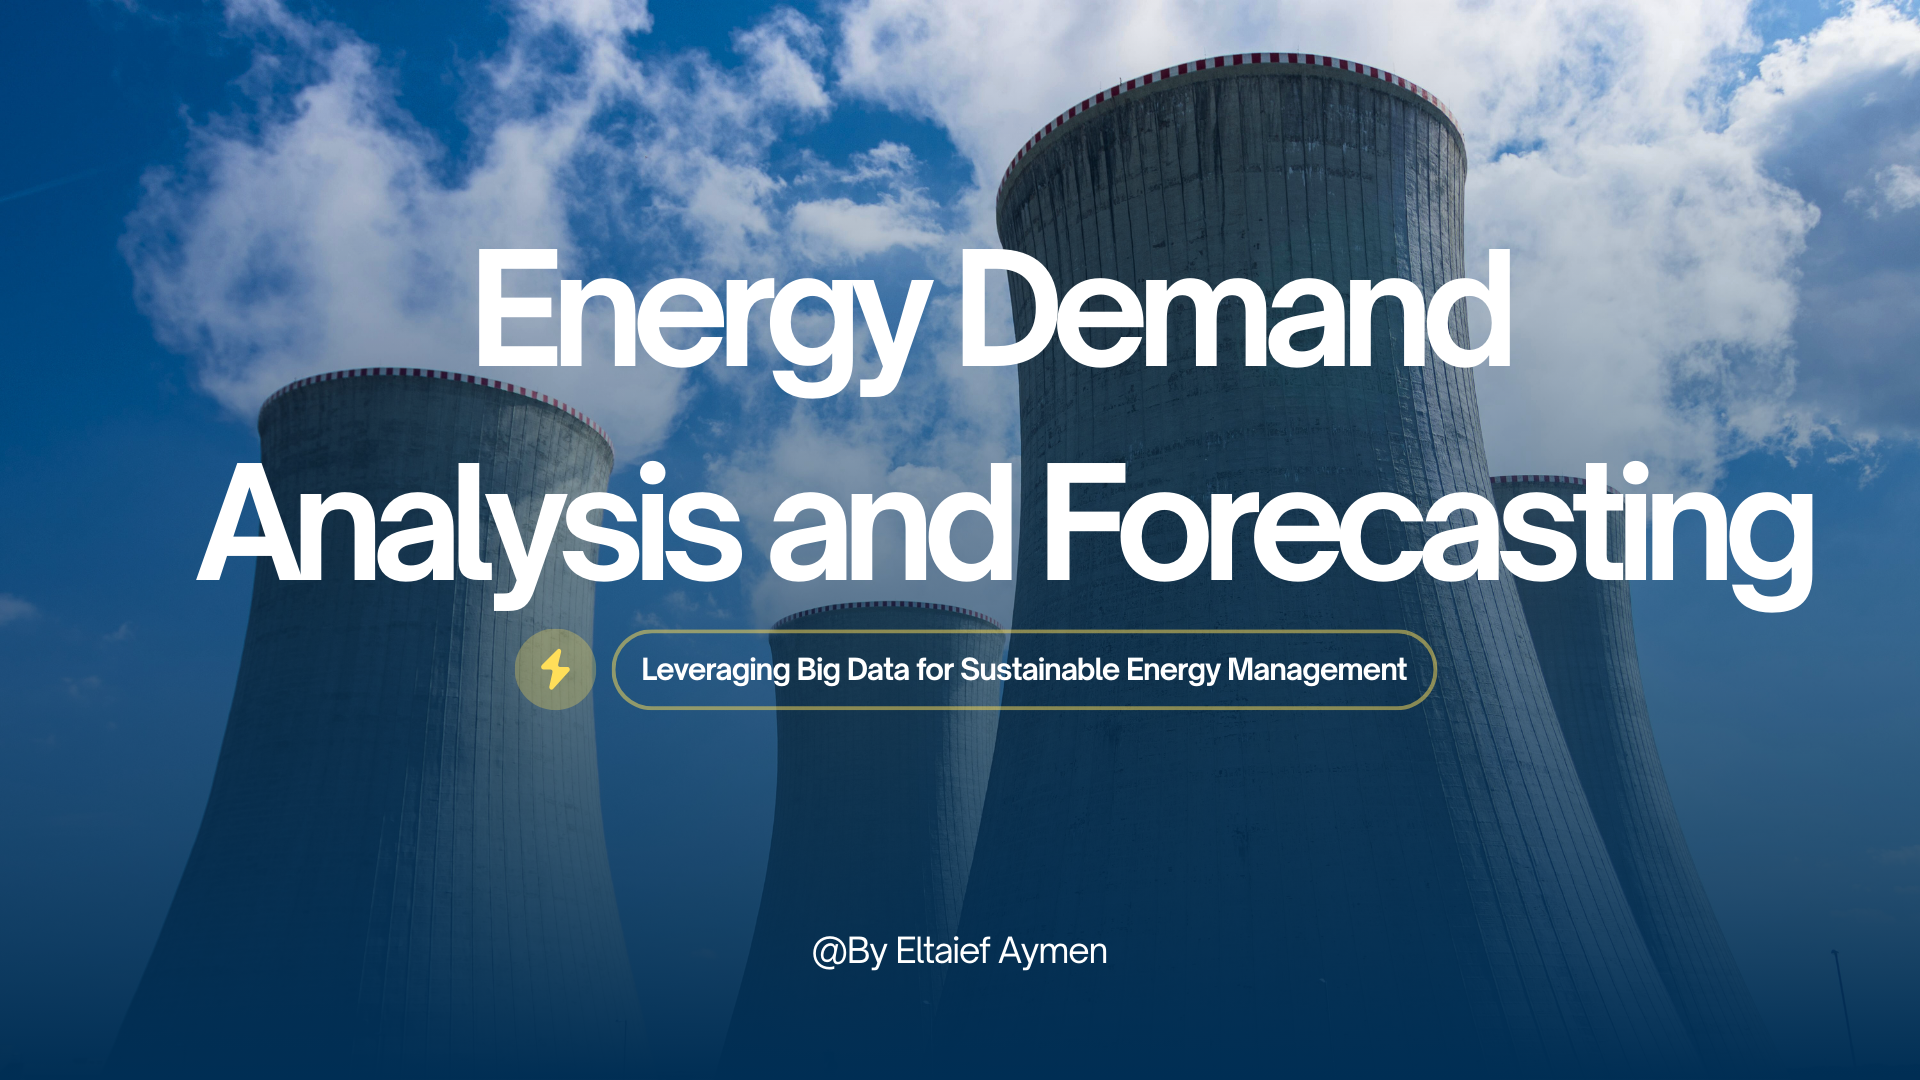 Energy Demand
Analysis and Forecasting
Leveraging Big Data for Sustainable Energy Management
@By Eltaief Aymen